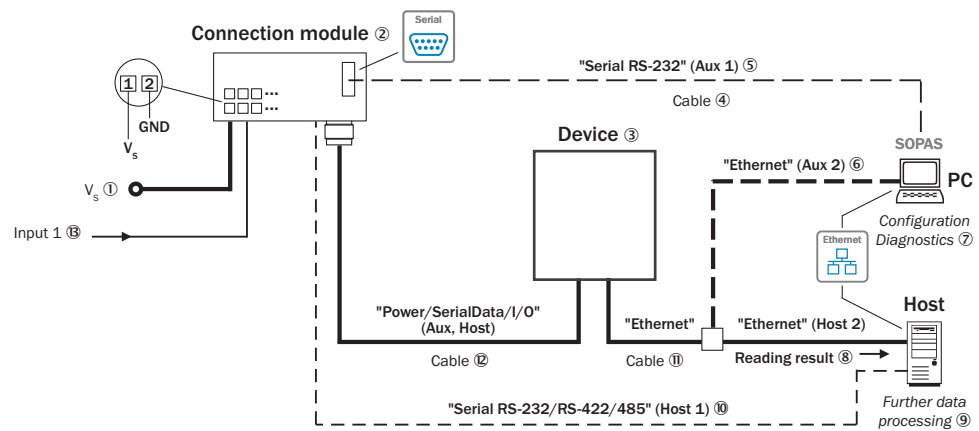 Serial
Connection module ②
"Serial RS-232" (Aux 1) ⑤
Cable ④
1 2
GND
Vs
Device ③
SOPAS
"Ethernet" (Aux 2) ⑥
PC
Vs ①
Configuration
Diagnostics ⑦
Input 1 ⑬
Ethernet
Host
"Power/SerialData/I/O"
(Aux, Host)
"Ethernet"
"Ethernet" (Host 2)
Cable ⑫
Cable ⑪
Reading result ⑧
"Serial RS-232/RS-422/485" (Host 1) ⑩
Further data
processing ⑨